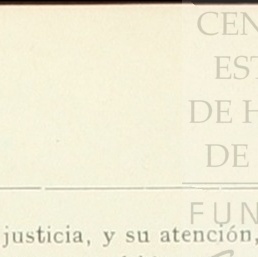 CEN
EST
DE H
DE
FUN
justicia, y su atención,